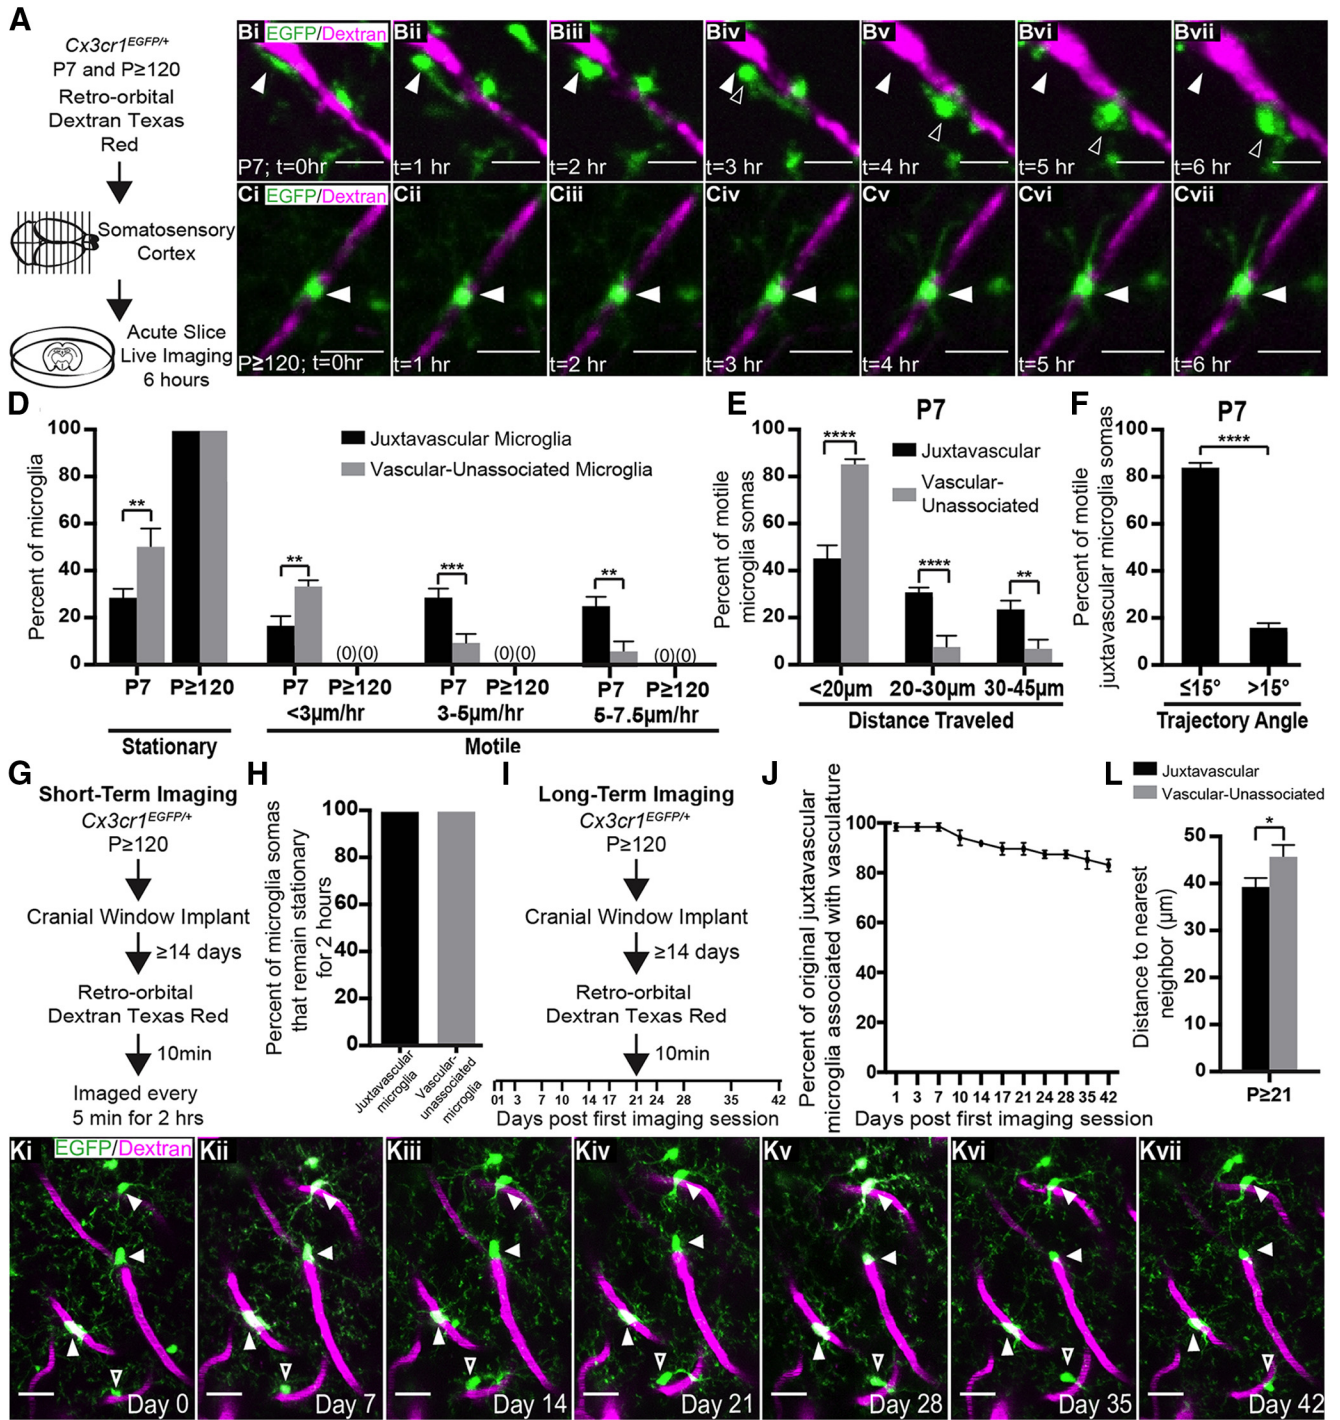 A
Cx3cr1EGFP/+
P7 and P≥120
Retro-orbital
Dextran Texas
Red
Somatosensory
Cortex
Acute Slice
Live Imaging
6 hours
Bi EGFP/Dextran
P7; t=0hr
Bii
t=1 hr
Biii
t=2 hr
Biv
t=3 hr
Bv
t=4 hr
Bvi
t=5 hr
Bvii
t=6 hr
Ci EGFP/Dextran
P≥120; t=0hr
Cii
t=1 hr
Ciii
t=2 hr
Civ
t=3 hr
Cv
t=4 hr
Cvi
t=5 hr
Cvii
t=6 hr
D
Percent of microglia
100
80
60
40
20
0
Juxtavascular Microglia
Vascular-Unassociated Microglia
**
**
***
**
(0)(0)
(0)(0)
(0)(0)
P7 P≥120
P7 P≥120
P7 P≥120
P7 P≥120
<3μm/hr
3-5μm/hr
5-7.5μm/hr
Stationary
Motile
E
P7
Percent of motile
microglia somas
100
80
60
40
20
0
****
****
**
Juxtavascular
Vascular-
Unassociated
<20μm
20-30μm
30-45μm
Distance Traveled
F
P7
Percent of motile
juxtavascular microglia somas
100
80
60
40
20
0
****
≤15°
>15°
Trajectory Angle
G
Short-Term Imaging
Cx3cr1EGFP/+
P≥120
Cranial Window Implant
≥14 days
Retro-orbital
Dextran Texas Red
10min
Imaged every
5 min for 2 hrs
H
Percent of microglia somas
that remain stationary
for 2 hours
100
80
60
40
20
0
Juxtavascular
microglia
Vascular-
unassociated
microglia
I
Long-Term Imaging
Cx3cr1EGFP/+
P≥120
Cranial Window Implant
≥14 days
Retro-orbital
Dextran Texas Red
10min
01 3 7 10 14 17 21 24 28 35 42
Days post first imaging session
J
Percent of original juxtavascular
microglia associated with vasculature
100
80
60
40
20
0
1 3 7 10 14 17 21 24 28 35 42
Days post first imaging session
L
Juxtavascular
Vascular-Unassociated
Distance to nearest
neighbor (μm)
50
40
30
20
10
0
*
P≥21
Ki EGFP/Dextran
Day 0
Kii
Day 7
Kiii
Day 14
Kiv
Day 21
Kv
Day 28
Kvi
Day 35
Kvii
Day 42